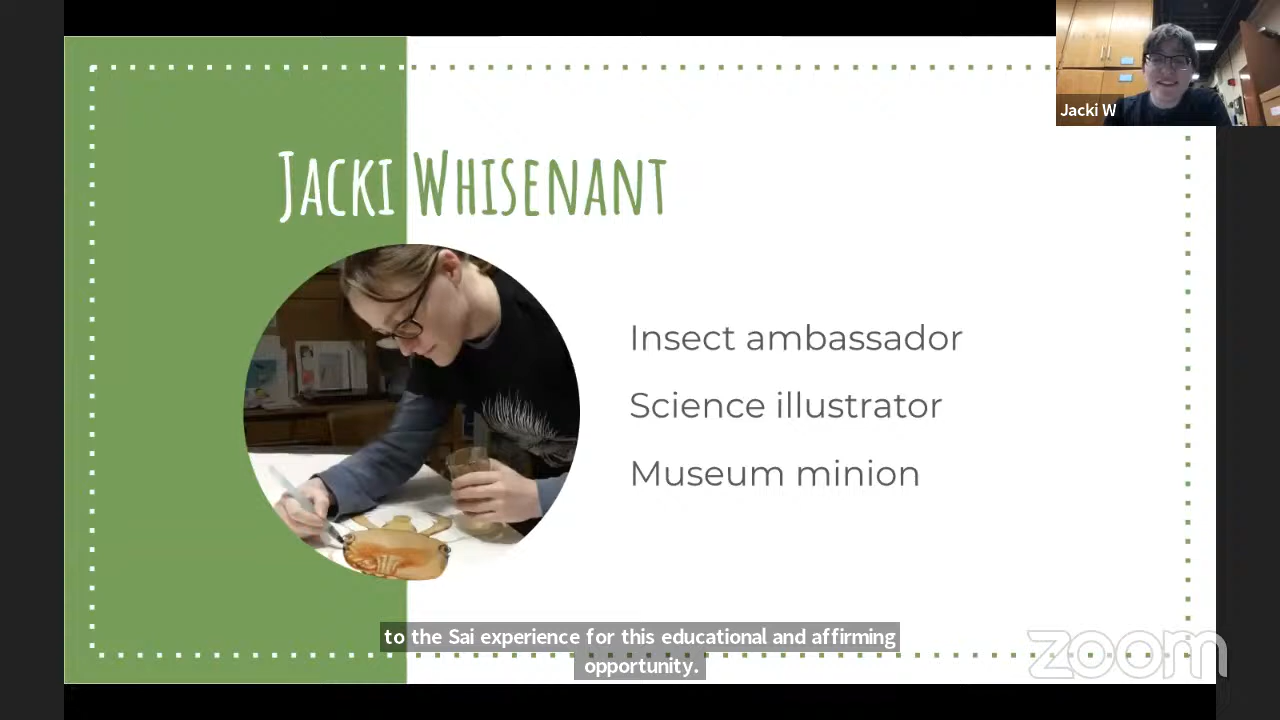 Jacki W
JACKI WHISENANT
Insect ambassador
Science illustrator
Museum minion
to the Sai experience for this educational and affirming
opportunity.
zoom